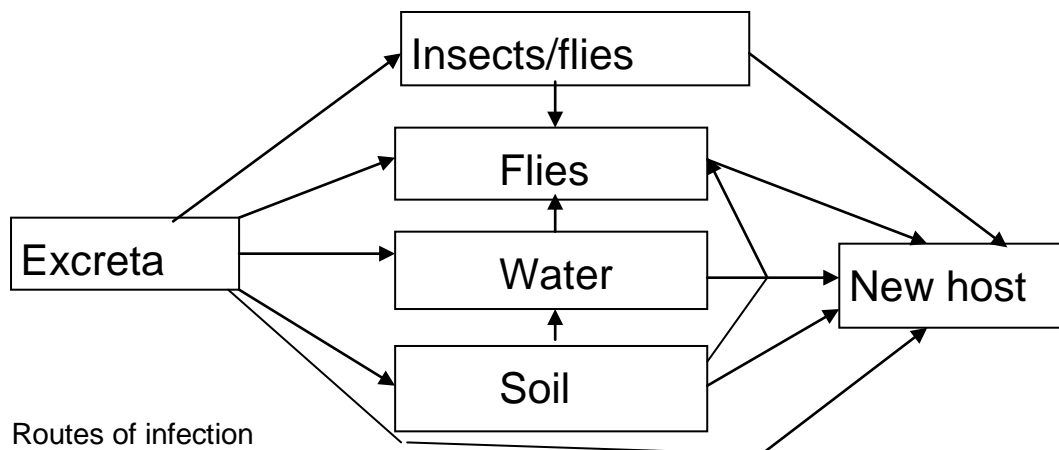 Insects/flies
Flies
Excreta
Water
New host
Soil
Routes of infection